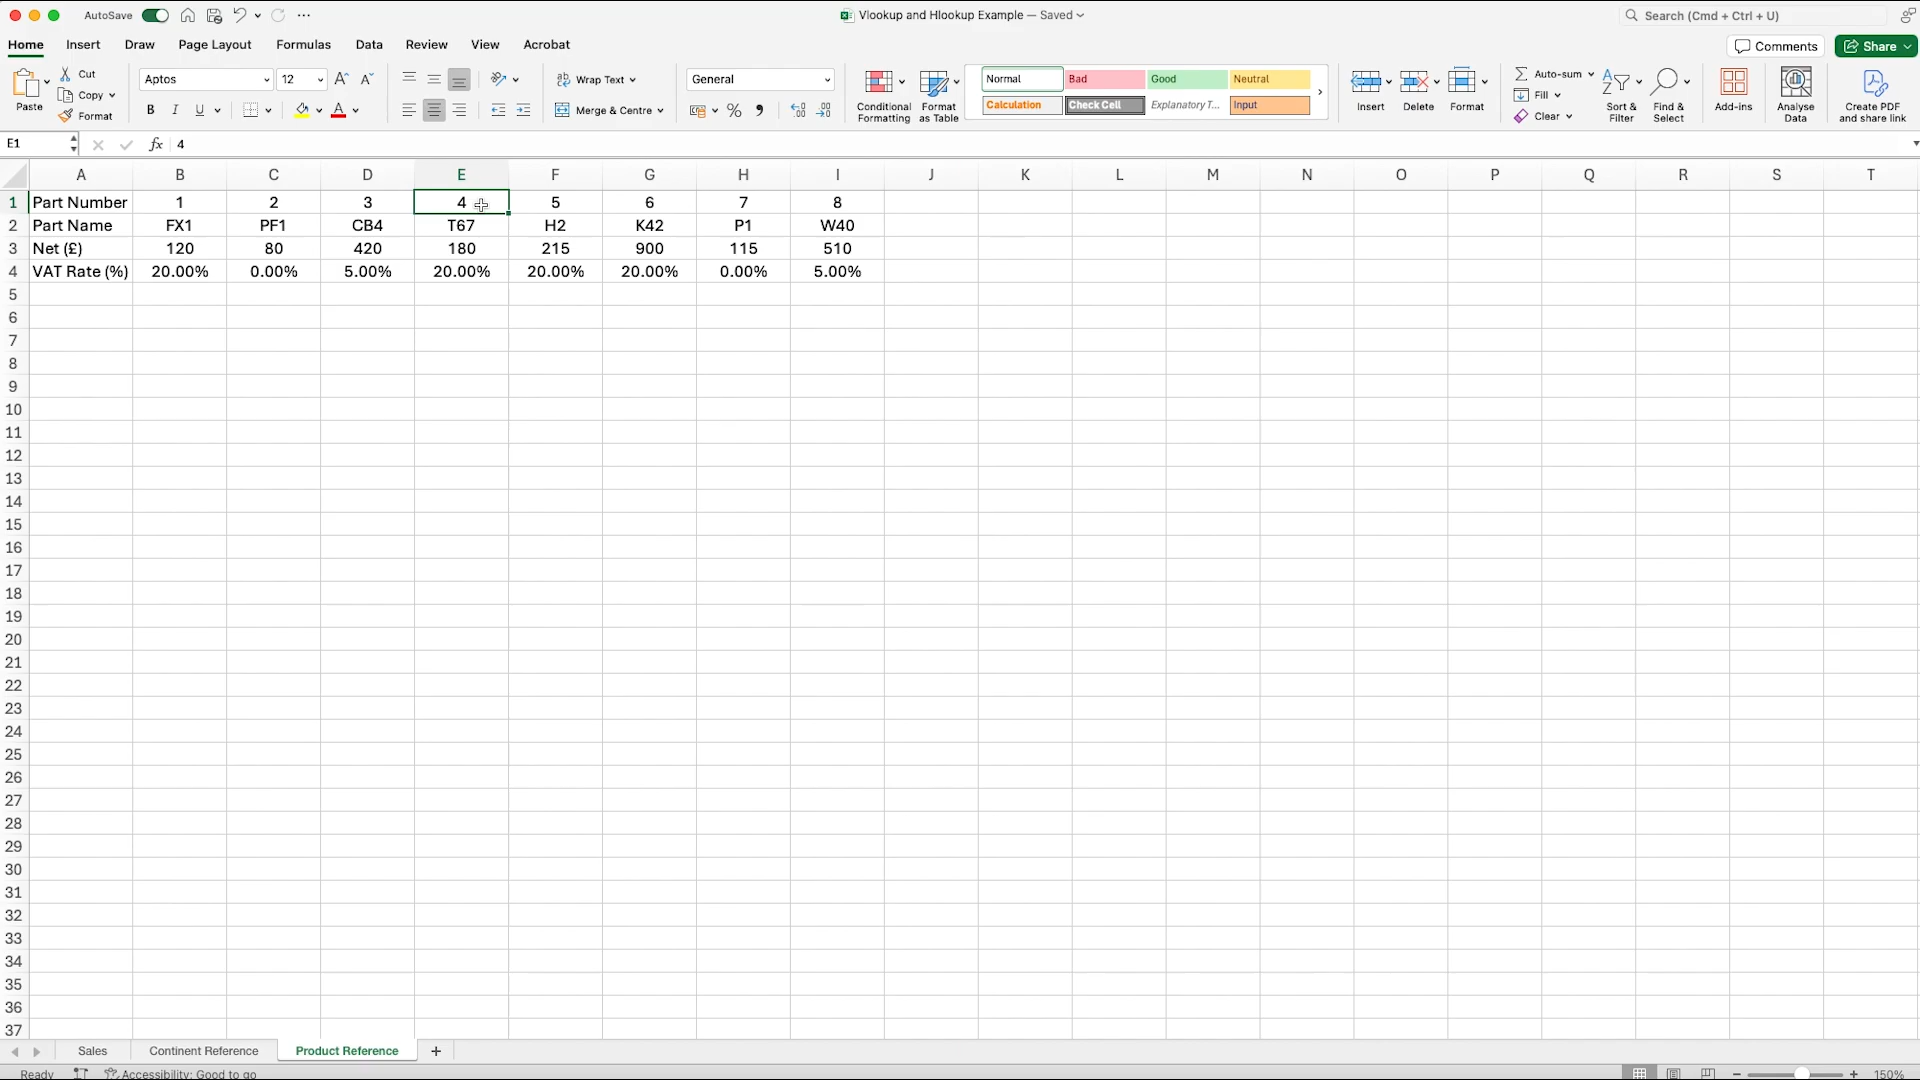 AutoSave
Vlookup and Hlookup Example — Saved
Search (Cmd + Ctrl + U)
Home Insert Draw Page Layout Formulas Data Review View Acrobat
Comments Share
Paste
Cut
Copy
Format
Aptos 12
B I U
Wrap Text
Merge & Centre
General
Conditional Formatting
Format as Table
Normal Bad Good Neutral
Calculation Check Cell Explanatory T... Input
Insert Delete Format
Auto-sum
Fill
Clear
Sort & Filter
Find & Select
Add-ins
Analyse Data
Create PDF and share link
E1 fx 4
A B C D E F G H I J K L M N O P Q R S T
1 Part Number 1 2 3 4 5 6 7 8
2 Part Name FX1 PF1 CB4 T67 H2 K42 P1 W40
3 Net (£) 120 80 420 180 215 900 115 510
4 VAT Rate (%) 20.00% 0.00% 5.00% 20.00% 20.00% 20.00% 0.00% 5.00%
5
6
7
8
9
10
11
12
13
14
15
16
17
18
19
20
21
22
23
24
25
26
27
28
29
30
31
32
33
34
35
36
37
Sales Continent Reference Product Reference +
Ready Accessibility: Good to go 150%